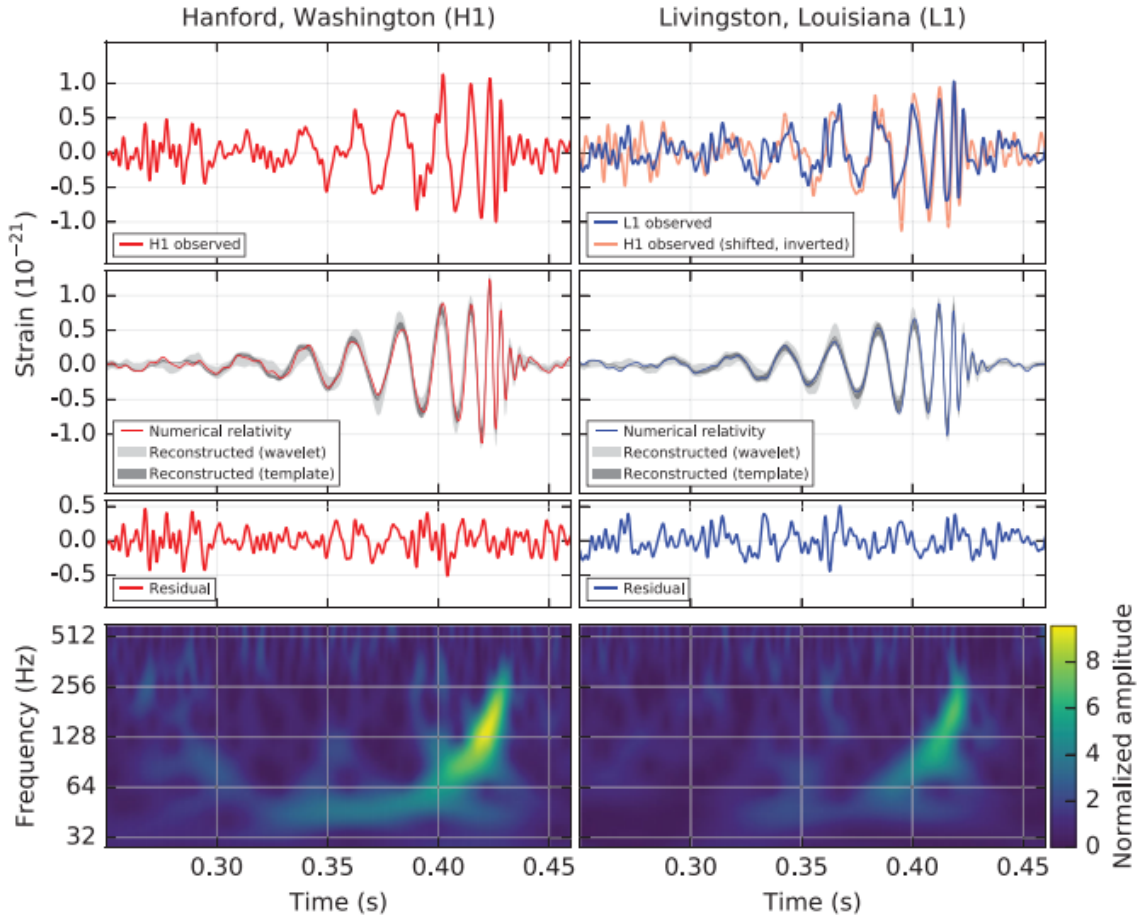 Hanford, Washington (H1)
Livingston, Louisiana (L1)
Strain (10⁻²¹)
1.0
0.5
0.0
-0.5
-1.0
H1 observed
L1 observed
H1 observed (shifted, inverted)
1.0
0.5
0.0
-0.5
-1.0
Numerical relativity
Reconstructed (wavelet)
Reconstructed (template)
Numerical relativity
Reconstructed (wavelet)
Reconstructed (template)
0.5
0.0
-0.5
Residual
Residual
Frequency (Hz)
512
256
128
64
32
0.30 0.35 0.40 0.45
Time (s)
0.30 0.35 0.40 0.45
Time (s)
8
6
4
2
0
Normalized amplitude